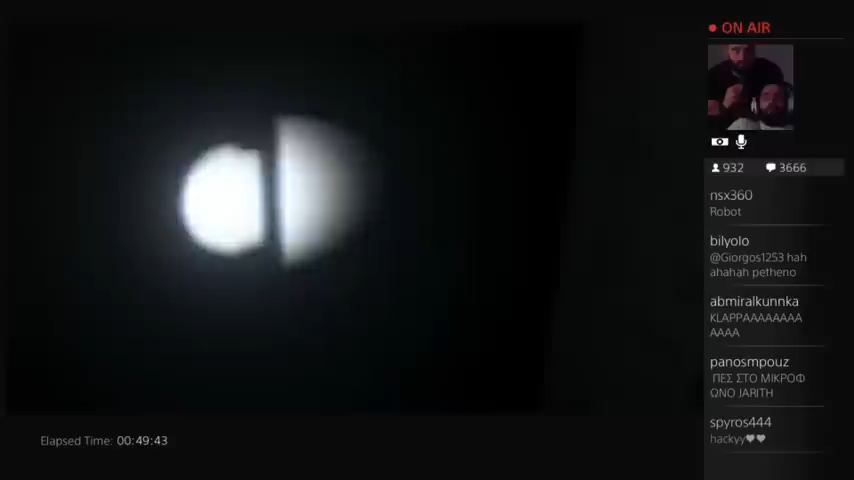 ON AIR
932 3666
nsx360
Robot
bilyolo
@Giorgos1253 hah
ahahah petheno
abmiralkunnka
KLAPPAAAAAAAA
AAAA
panosmpouz
ΠΕΣ ΣΤΟ ΜΙΚΡΟΦ
ΩΝΟ JARITH
spyros444
hackyy♥♥
Elapsed Time: 00:49:43